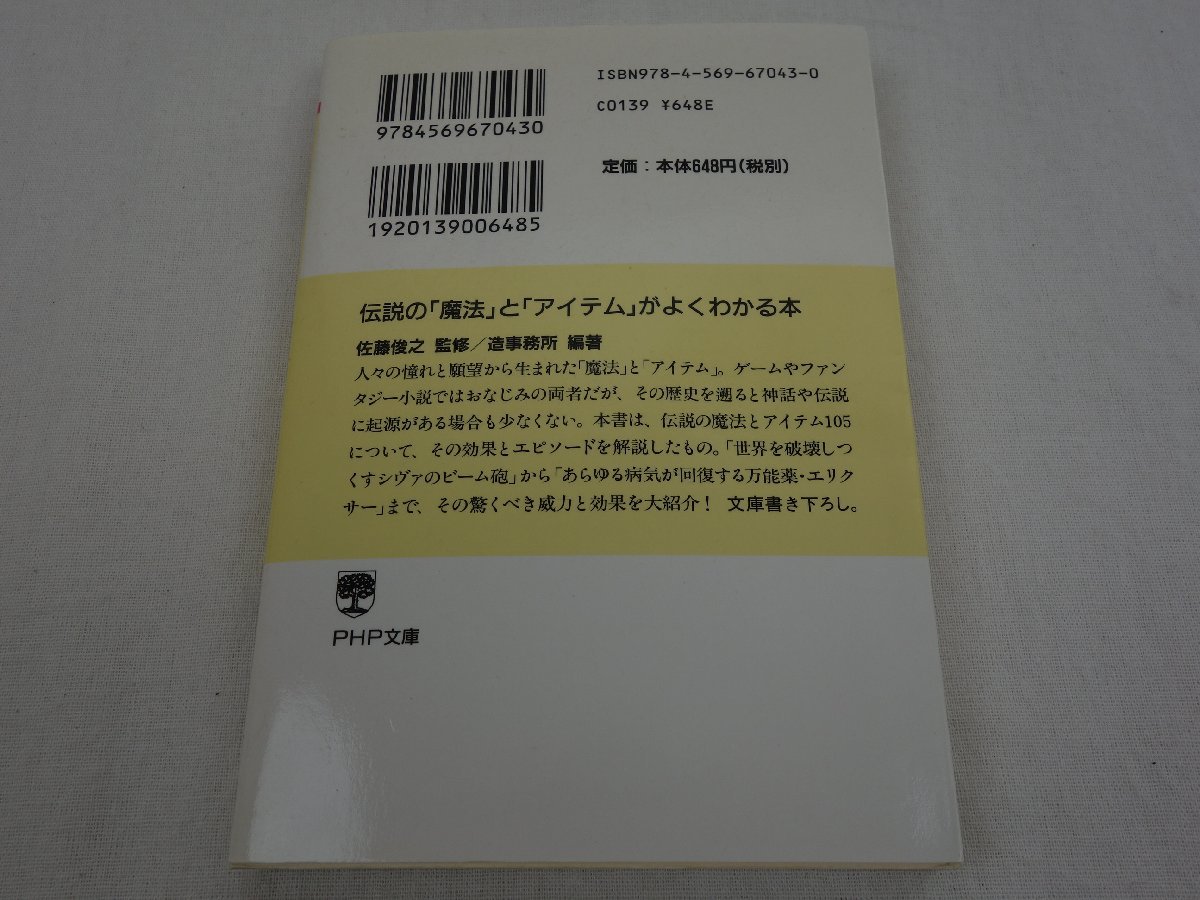 ISBN978-4-569-67043-0
9784569670430
C0139 ¥648E
定価：本体648円(税別)
1920139006485
伝説の「魔法」と「アイテム」がよくわかる本
佐藤俊之 監修／造事務所 編著
人々の憧れと願望から生まれた「魔法」と「アイテム」。ゲームやファン
タジー小説ではおなじみの両者だが、その歴史を遡ると神話や伝説
に起源がある場合も少なくない。本書は、伝説の魔法とアイテム105
について、その効果とエピソードを解説したもの。「世界を破壊しつ
くすシヴァのビーム砲」から「あらゆる病気が回復する万能薬・エリク
サー」まで、その驚くべき威力と効果を大紹介！ 文庫書き下ろし。
PHP文庫